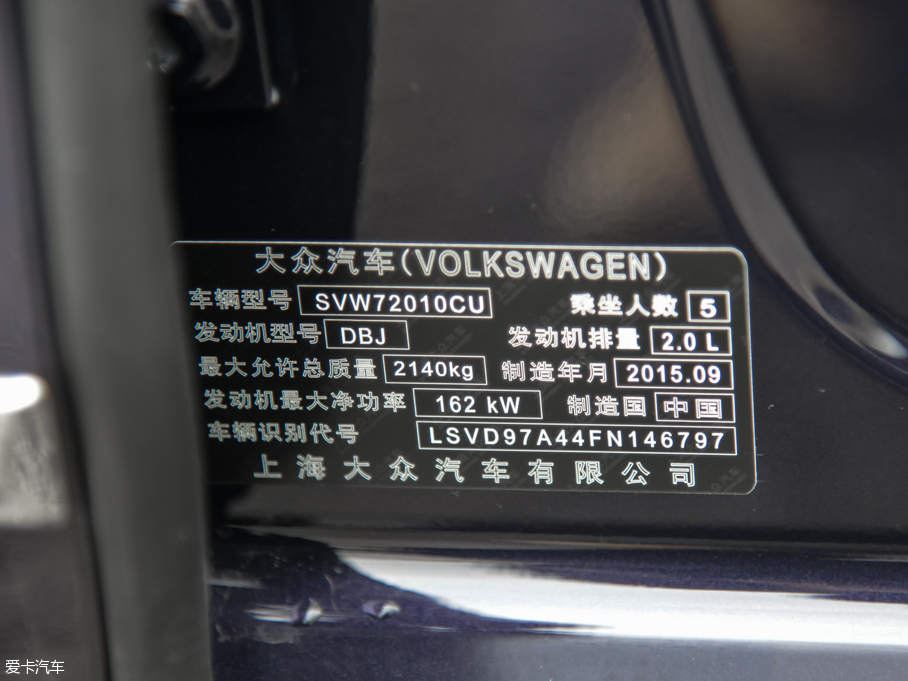 大众汽车(VOLKSWAGEN)
车辆型号 SVW72010CU 乘坐人数 5
发动机型号 DBJ 发动机排量 2.0 L
最大允许总质量 2140kg 制造年月 2015.09
发动机最大净功率 162 kW 制造国 中国
车辆识别代号 LSVD97A44FN146797
上海大众汽车有限公司
爱卡汽车